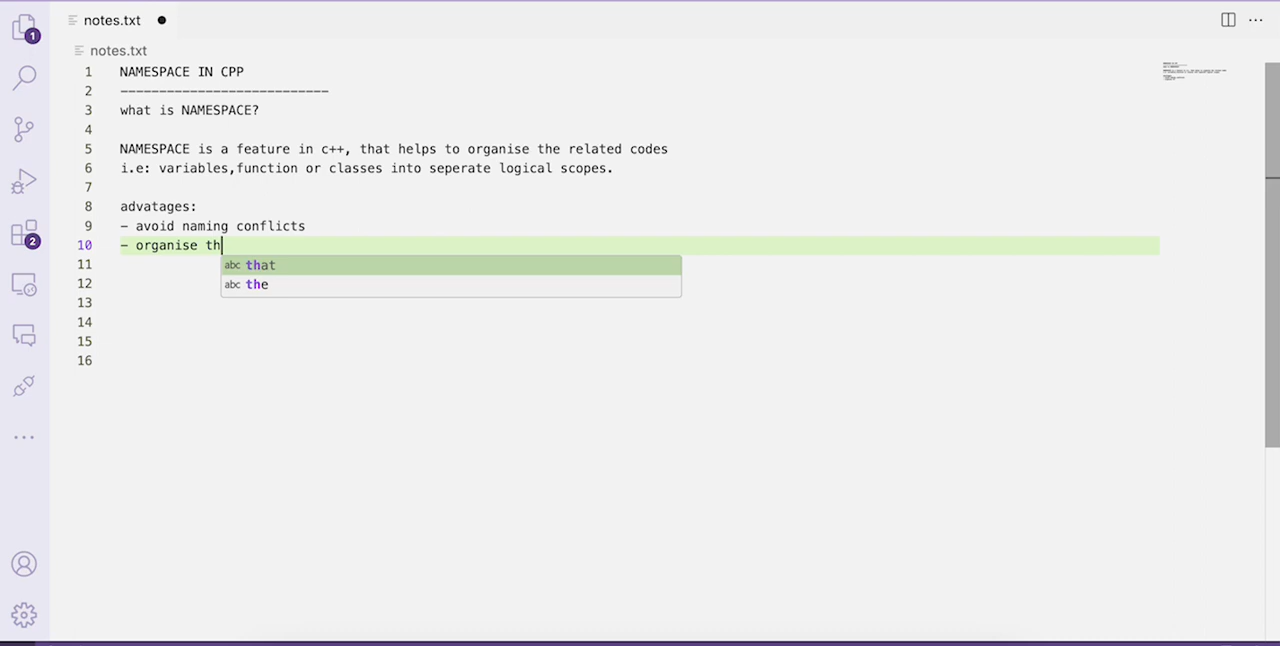 notes.txt
notes.txt
1 NAMESPACE IN CPP
2 ---------------------------
3 what is NAMESPACE?
4
5 NAMESPACE is a feature in c++, that helps to organise the related codes
6 i.e: variables,function or classes into seperate logical scopes.
7
8 advatages:
9 - avoid naming conflicts
10 - organise th
abc that
abc the
11
12
13
14
15
16
1
2